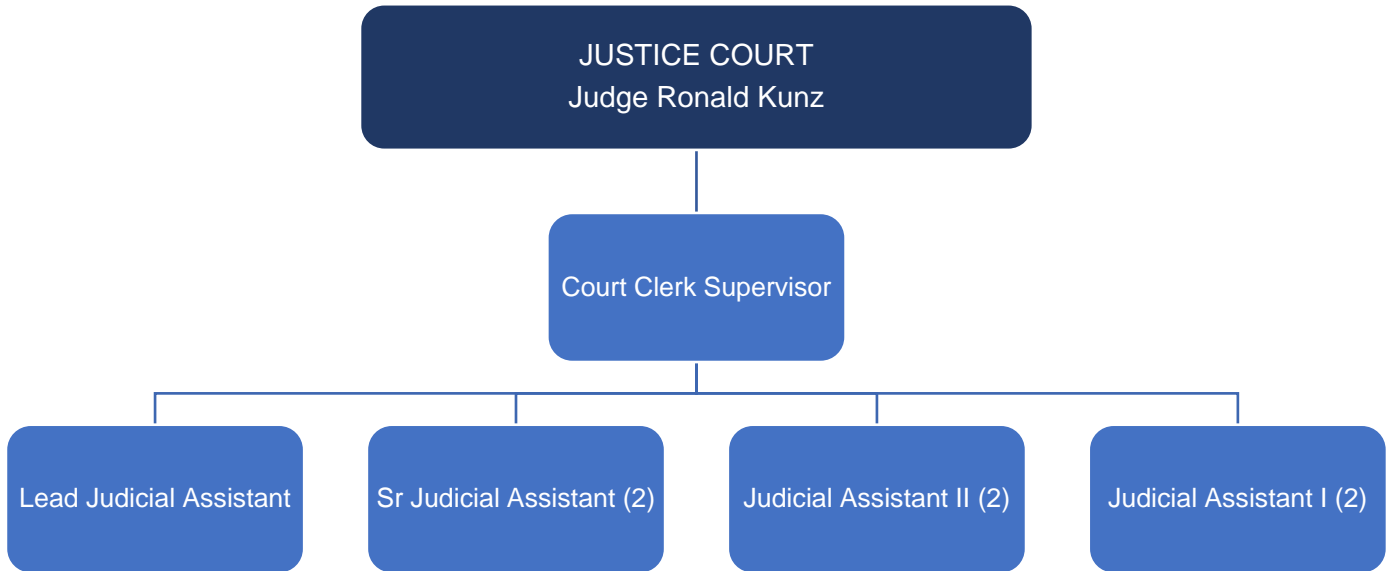 JUSTICE COURT
Judge Ronald Kunz
Court Clerk Supervisor
Lead Judicial Assistant
Sr Judicial Assistant (2)
Judicial Assistant II (2)
Judicial Assistant I (2)